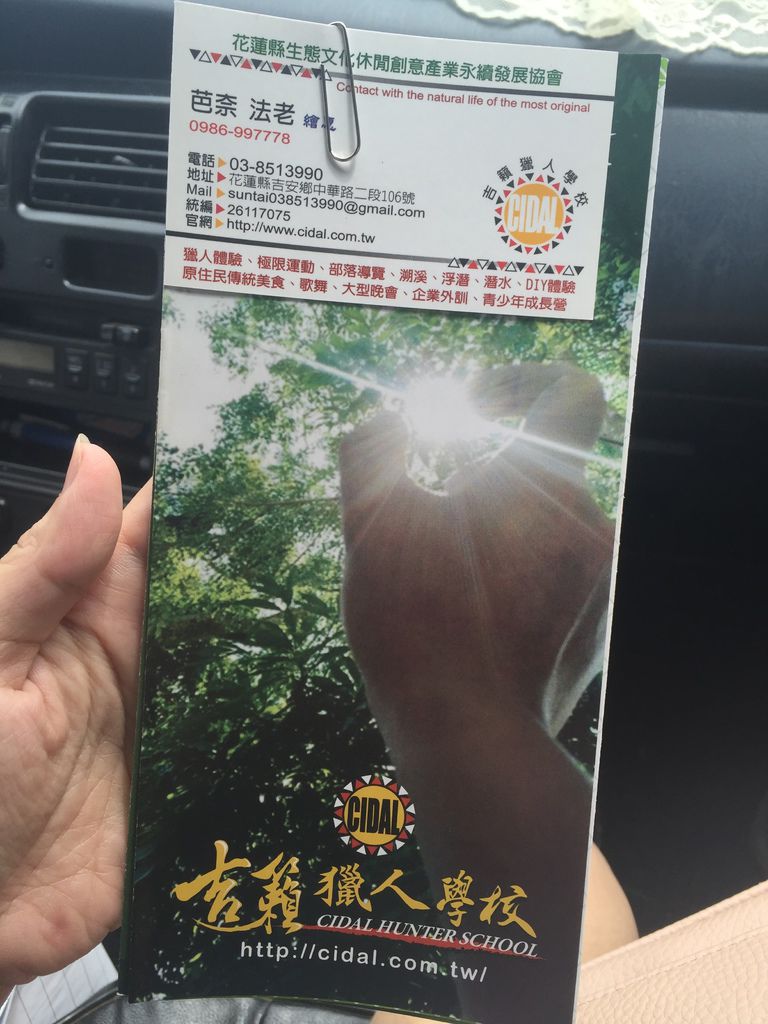 花蓮縣生態文化休閒創意產業永續發展協會
Contact with the natural life of the most original
芭奈 法老
0986-997778
電話 03-8513990
地址 花蓮縣吉安鄉中華路二段106號
Mail suntai038513990@gmail.com
統編 26117075
官網 http://www.cidal.com.tw
吉籟獵人學校
CIDAL
獵人體驗、極限運動、部落導覽、溯溪、浮潛、潛水、DIY體驗
原住民傳統美食、歌舞、大型晚會、企業外訓、青少年成長營
CIDAL
吉籟獵人學校
CIDAL HUNTER SCHOOL
http://cidal.com.tw/